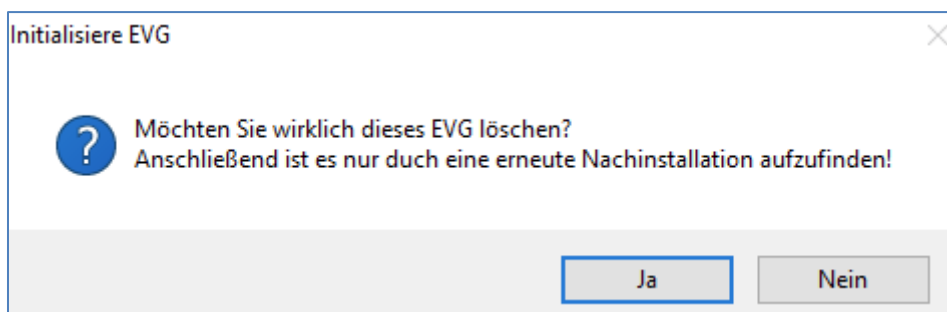 Initialisiere EVG
Möchten Sie wirklich dieses EVG löschen?
Anschließend ist es nur duch eine erneute Nachinstallation aufzufinden!
Ja
Nein